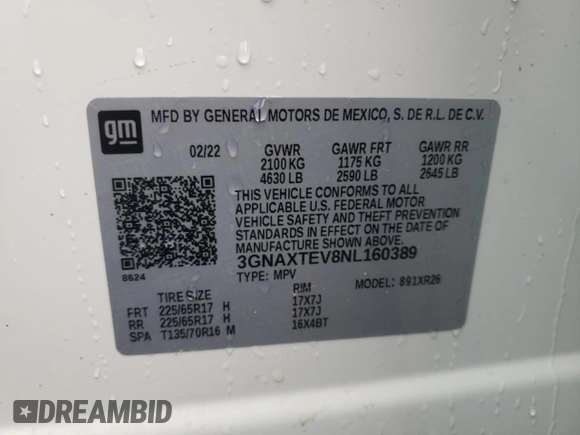 gm
MFD BY GENERAL MOTORS DE MEXICO, S. DE R.L. DE C.V.
02/22 GVWR GAWR FRT GAWR RR
2100 KG 1175 KG 1200 KG
4630 LB 2590 LB 2645 LB
THIS VEHICLE CONFORMS TO ALL
APPLICABLE U.S. FEDERAL MOTOR
VEHICLE SAFETY AND THEFT PREVENTION
STANDARDS IN EFFECT ON THE DATE OF
MANUFACTURE SHOWN ABOVE.
3GNAXTEV8NL160389
8624 TYPE: MPV MODEL: 891XR26
TIRE SIZE RIM
FRT 225/65R17 H 17X7J
RR 225/65R17 H 17X7J
SPA T135/70R16 M 16X4BT
DREAMBID